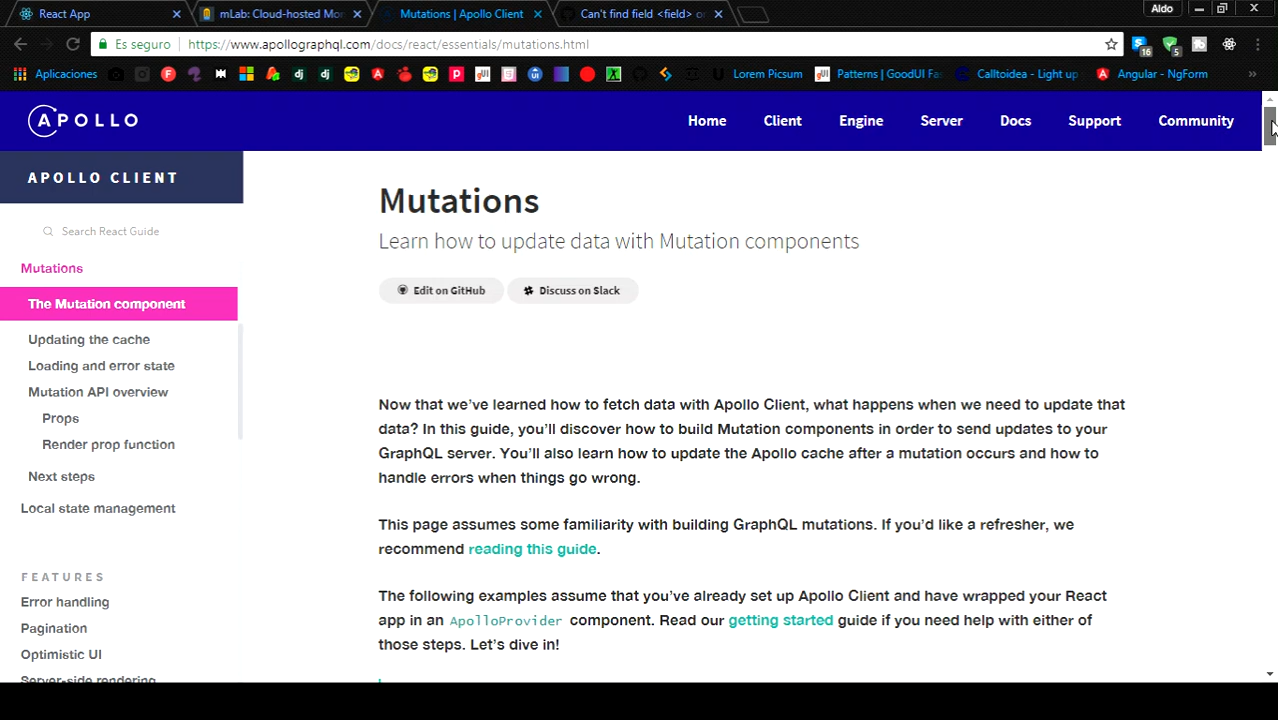 React App
mLab: Cloud-hosted Mon
Mutations | Apollo Client
Can't find field <field> on
Aldo
Es seguro
https://www.apollographql.com/docs/react/essentials/mutations.html
16
5
Aplicaciones
Lorem Picsum
Patterns | GoodUI Fas
Calltoidea - Light up
Angular - NgForm
APOLLO
Home
Client
Engine
Server
Docs
Support
Community
APOLLO CLIENT
Search React Guide
Mutations
The Mutation component
Updating the cache
Loading and error state
Mutation API overview
Props
Render prop function
Next steps
Local state management
FEATURES
Error handling
Pagination
Optimistic UI
Server-side rendering
Mutations
Learn how to update data with Mutation components
Edit on GitHub
Discuss on Slack
Now that we've learned how to fetch data with Apollo Client, what happens when we need to update that
data? In this guide, you'll discover how to build Mutation components in order to send updates to your
GraphQL server. You'll also learn how to update the Apollo cache after a mutation occurs and how to
handle errors when things go wrong.
This page assumes some familiarity with building GraphQL mutations. If you'd like a refresher, we
recommend reading this guide.
The following examples assume that you've already set up Apollo Client and have wrapped your React
app in an ApolloProvider component. Read our getting started guide if you need help with either of
those steps. Let's dive in!